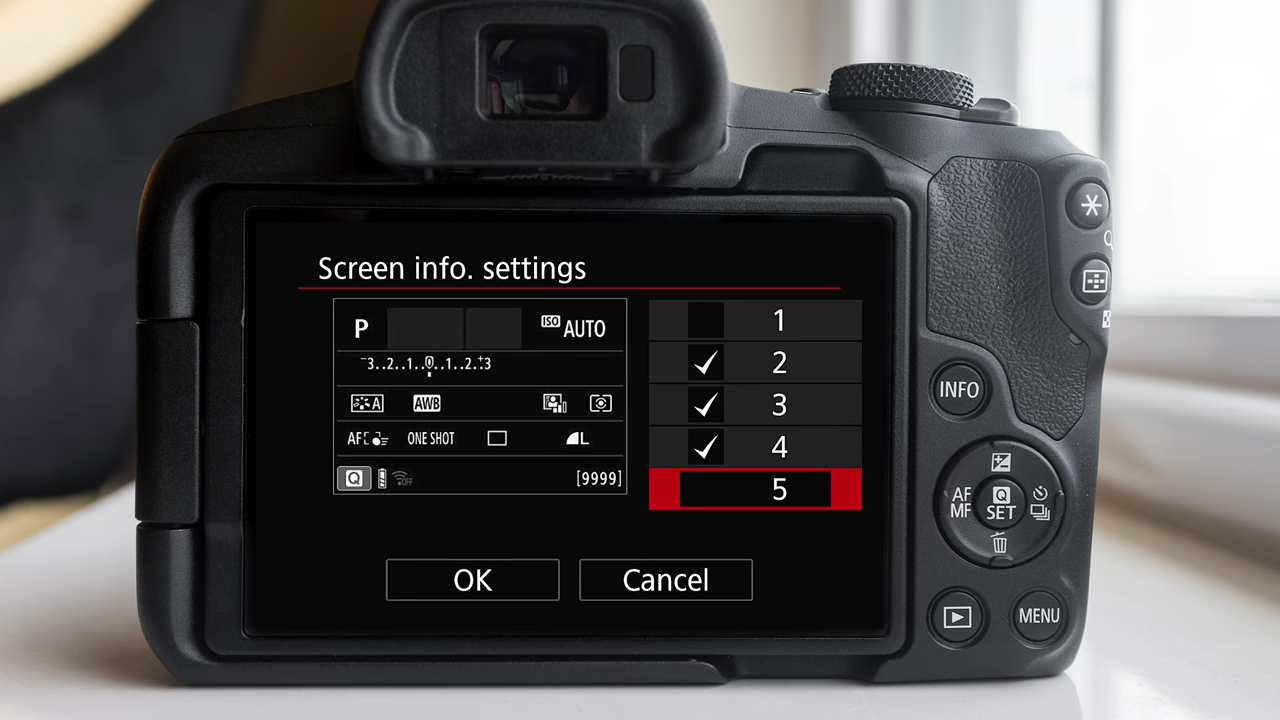 Screen info. settings
P ISO AUTO
-3..2..1..0..1..2.+3
A AWB
AF ONE SHOT L
Q OFF [9999]
1
2
3
4
5
OK Cancel
INFO
AF
MF
Q
SET
MENU